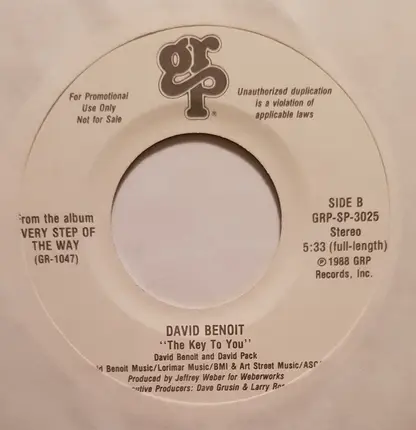 grp
®
For Promotional
Use Only
Not for Sale
Unauthorized duplication
is a violation of
applicable laws
from the album
VERY STEP OF
THE WAY
(GR-1047)
SIDE B
GRP-SP-3025
Stereo
5:33 (full-length)
℗ 1988 GRP
Records, Inc.
DAVID BENOIT
"The Key To You"
David Benoit and David Pack
d Benoit Music/Lorimar Music/BMI & Art Street Music/ASC
Produced by Jeffrey Weber for Weberworks
utive Producers: Dave Grusin & Larry Ro